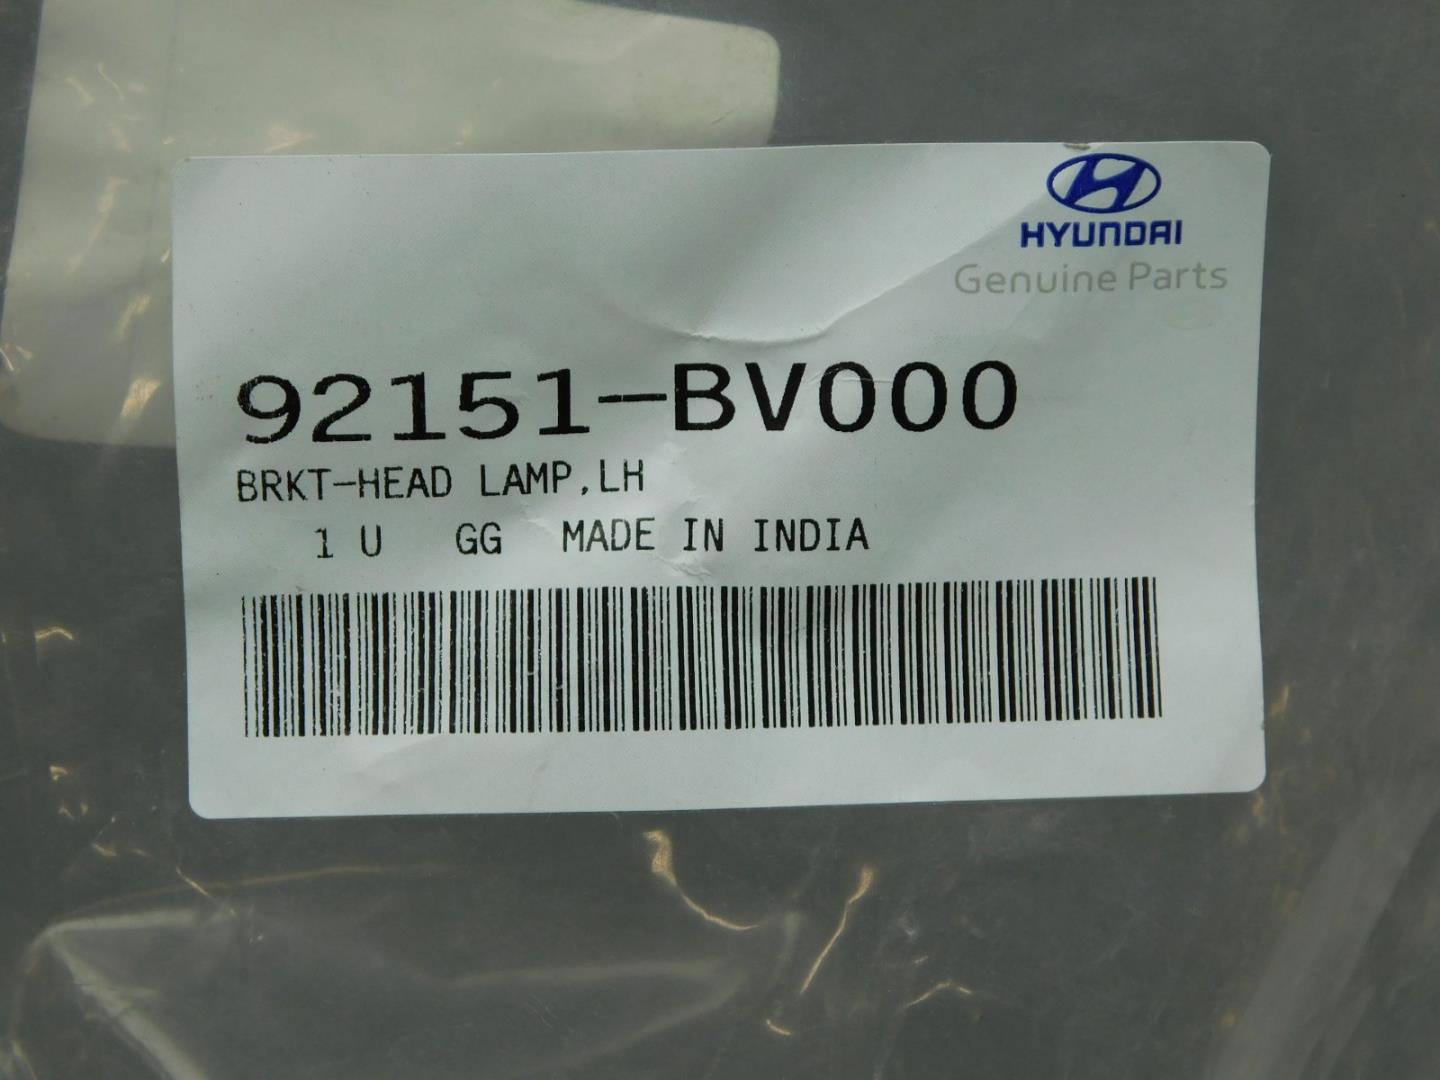 HYUNDAI
Genuine Parts
92151-BV000
BRKT-HEAD LAMP,LH
1 U GG MADE IN INDIA